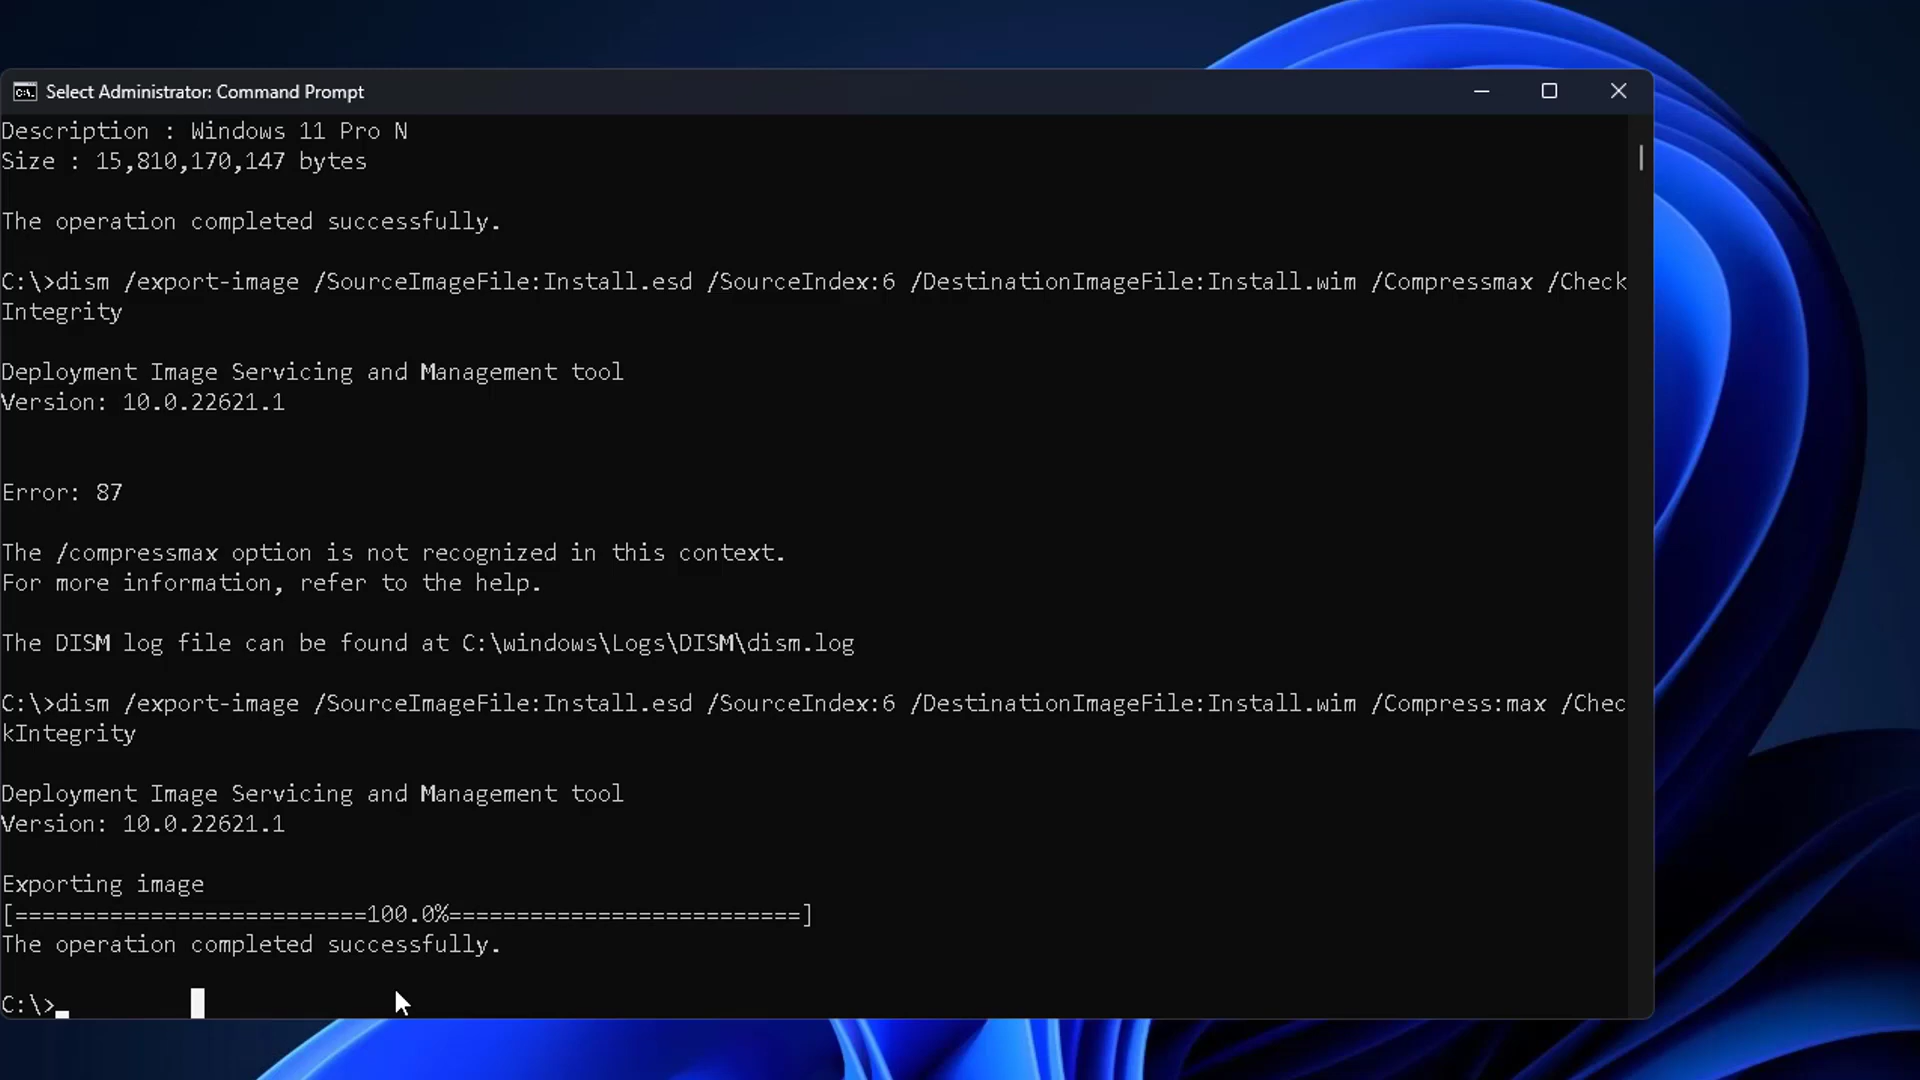 Select Administrator: Command Prompt
Description : Windows 11 Pro N
Size : 15,810,170,147 bytes
The operation completed successfully.
C:\>dism /export-image /SourceImageFile:Install.esd /SourceIndex:6 /DestinationImageFile:Install.wim /Compressmax /Check
Integrity
Deployment Image Servicing and Management tool
Version: 10.0.22621.1
Error: 87
The /compressmax option is not recognized in this context.
For more information, refer to the help.
The DISM log file can be found at C:\windows\Logs\DISM\dism.log
C:\>dism /export-image /SourceImageFile:Install.esd /SourceIndex:6 /DestinationImageFile:Install.wim /Compress:max /Chec
kIntegrity
Deployment Image Servicing and Management tool
Version: 10.0.22621.1
Exporting image
[==========================100.0%==========================]
The operation completed successfully.
C:\>